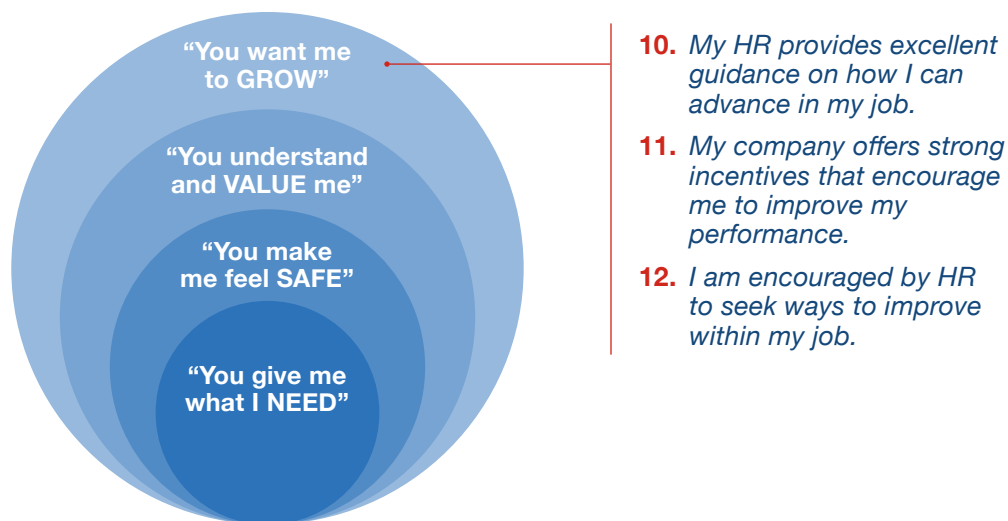 “You want me
to GROW”
“You understand
and VALUE me”
“You make
me feel SAFE”
“You give me
what I NEED”
10. My HR provides excellent
guidance on how I can
advance in my job.
11. My company offers strong
incentives that encourage
me to improve my
performance.
12. I am encouraged by HR
to seek ways to improve
within my job.